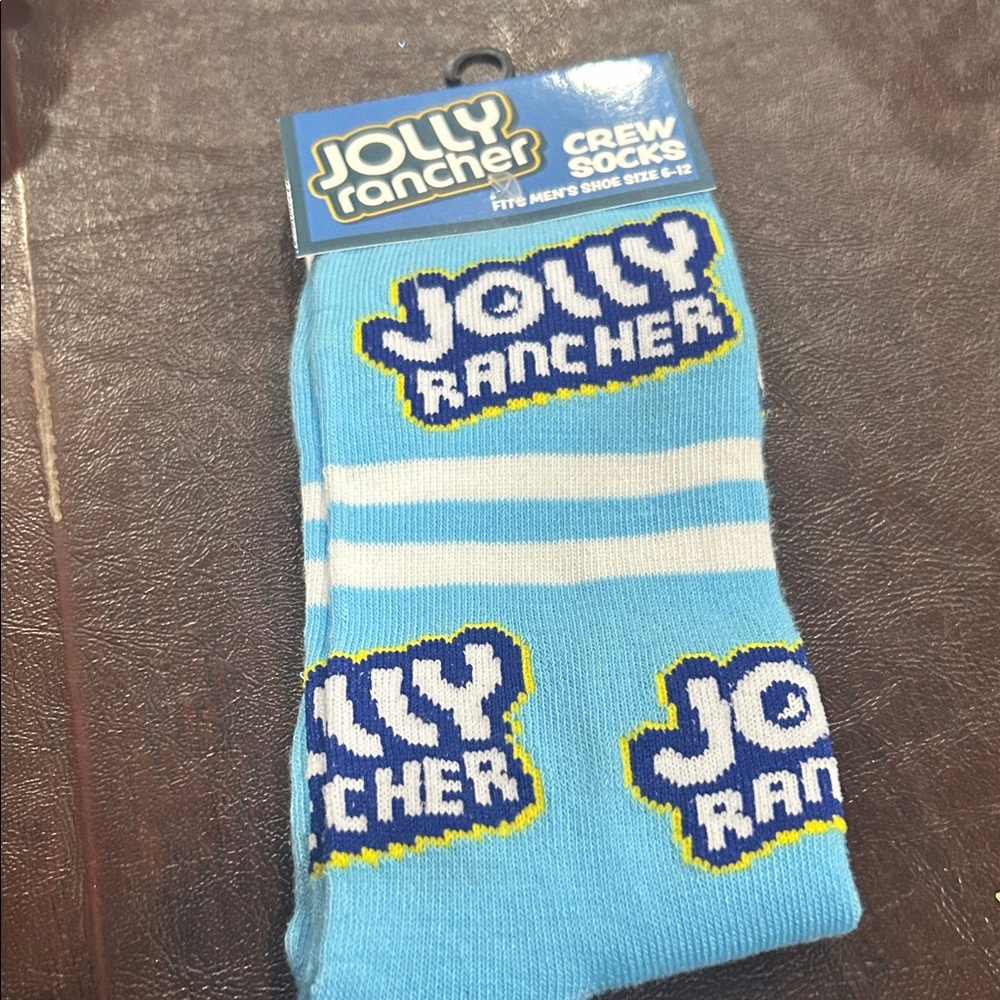 JOLLY
rancher
CREW
SOCKS
FITS MEN'S SHOE SIZE 6-12
JOLLY
RANCHER
LLY
CHER
JO
RAN